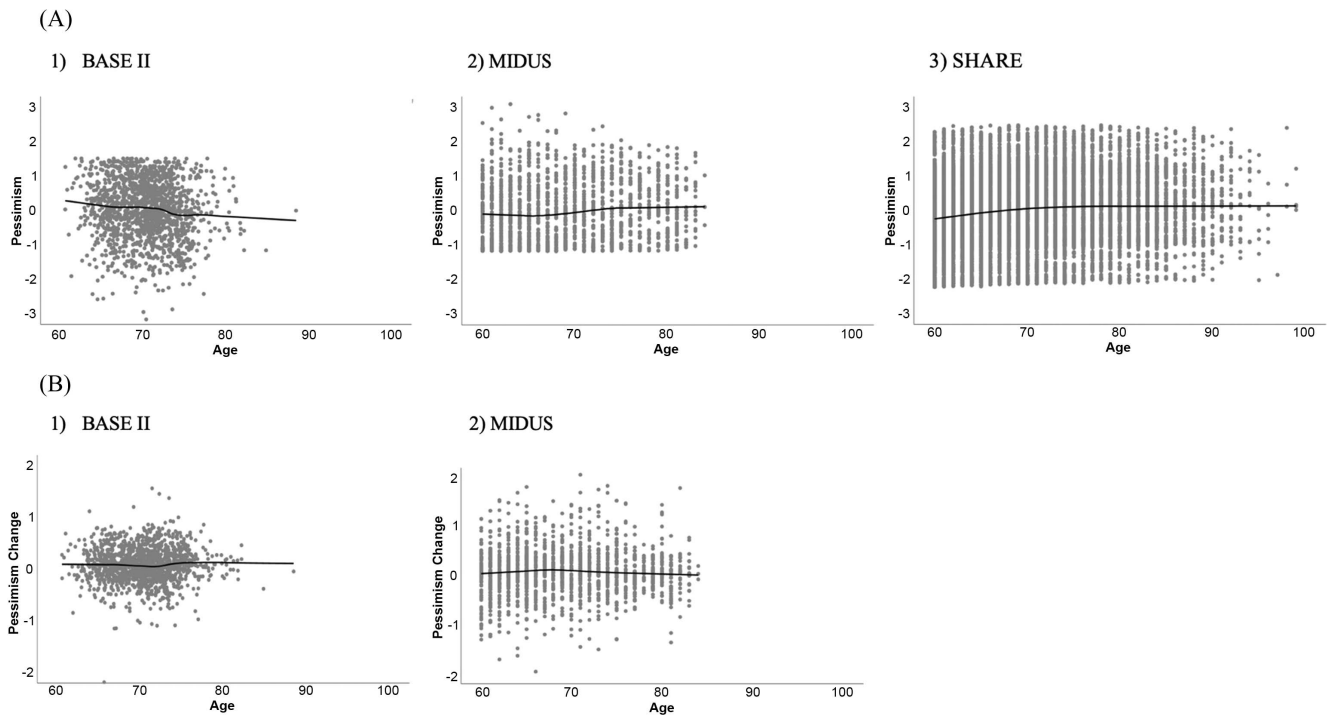 (A)
1) BASE II
2) MIDUS
3) SHARE
Pessimism
3
2
1
0
-1
-2
-3
60 70 80 90 100
Age
Pessimism
3
2
1
0
-1
-2
-3
60 70 80 90 100
Age
Pessimism
3
2
1
0
-1
-2
-3
60 70 80 90 100
Age
(B)
1) BASE II
2) MIDUS
Pessimism Change
2
1
0
-1
-2
60 70 80 90 100
Age
Pessimism Change
2
1
0
-1
-2
60 70 80 90 100
Age